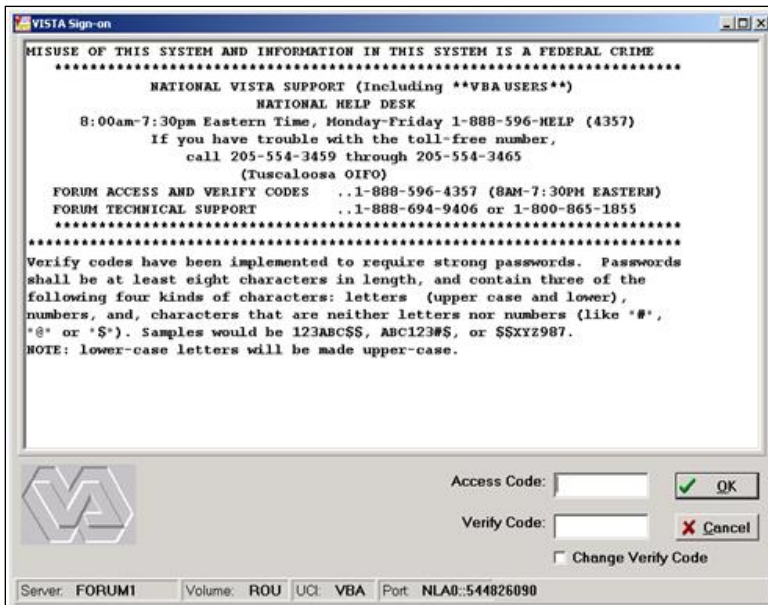 VISTA Sign-on
MISUSE OF THIS SYSTEM AND INFORMATION IN THIS SYSTEM IS A FEDERAL CRIME
***********************************************************************
NATIONAL VISTA SUPPORT (Including **VBA USERS**)
NATIONAL HELP DESK
8:00am-7:30pm Eastern Time, Monday-Friday 1-888-596-HELP (4357)
If you have trouble with the toll-free number,
call 205-554-3459 through 205-554-3465
(Tuscaloosa OIFO)
FORUM ACCESS AND VERIFY CODES ..1-888-596-4357 (8AM-7:30PM EASTERN)
FORUM TECHNICAL SUPPORT ..1-888-694-9406 or 1-800-865-1855
***********************************************************************
**************************************************************************
Verify codes have been implemented to require strong passwords. Passwords
shall be at least eight characters in length, and contain three of the
following four kinds of characters: letters (upper case and lower),
numbers, and, characters that are neither letters nor numbers (like "#",
"@" or "$"). Samples would be 123ABC$$, ABC123#$, or $$XYZ987.
NOTE: lower-case letters will be made upper-case.
Access Code:
OK
Verify Code:
Cancel
Change Verify Code
Server: FORUM1 Volume: ROU UCI: VBA Port: NLA0::544826090